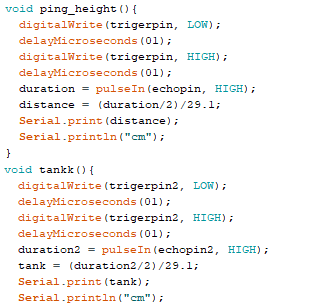 void ping_height(){
digitalWrite(trigerpin, LOW);
delayMicroseconds(01);
digitalWrite(trigerpin, HIGH);
delayMicroseconds(01);
duration = pulseIn(echopin, HIGH);
distance = (duration/2)/29.1;
Serial.print(distance);
Serial.println("cm");
}
void tankk(){
digitalWrite(trigerpin2, LOW);
delayMicroseconds(01);
digitalWrite(trigerpin2, HIGH);
delayMicroseconds(01);
duration2 = pulseIn(echopin2, HIGH);
tank = (duration2/2)/29.1;
Serial.print(tank);
Serial.println("cm");